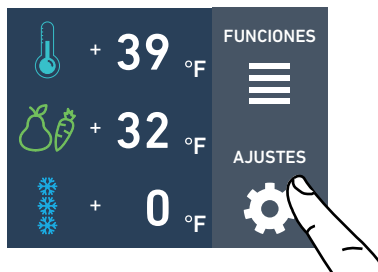 FUNCIONES
+ 39 °F
+ 32 °F
AJUSTES
+ 0 °F